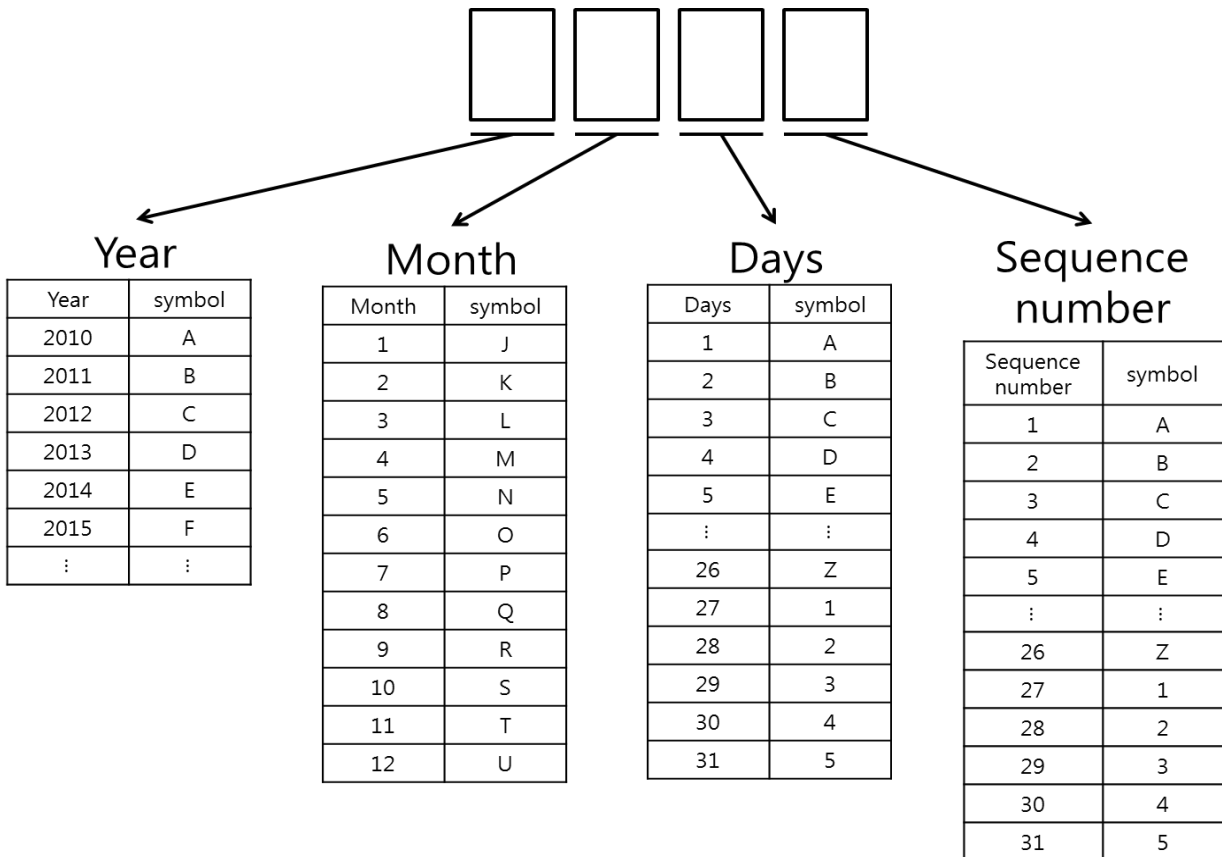 Year
Year symbol
2010 A
2011 B
2012 C
2013 D
2014 E
2015 F
⋮ ⋮
Month
Month symbol
1 J
2 K
3 L
4 M
5 N
6 O
7 P
8 Q
9 R
10 S
11 T
12 U
Days
Days symbol
1 A
2 B
3 C
4 D
5 E
⋮ ⋮
26 Z
27 1
28 2
29 3
30 4
31 5
Sequence
number
Sequence
number symbol
1 A
2 B
3 C
4 D
5 E
⋮ ⋮
26 Z
27 1
28 2
29 3
30 4
31 5